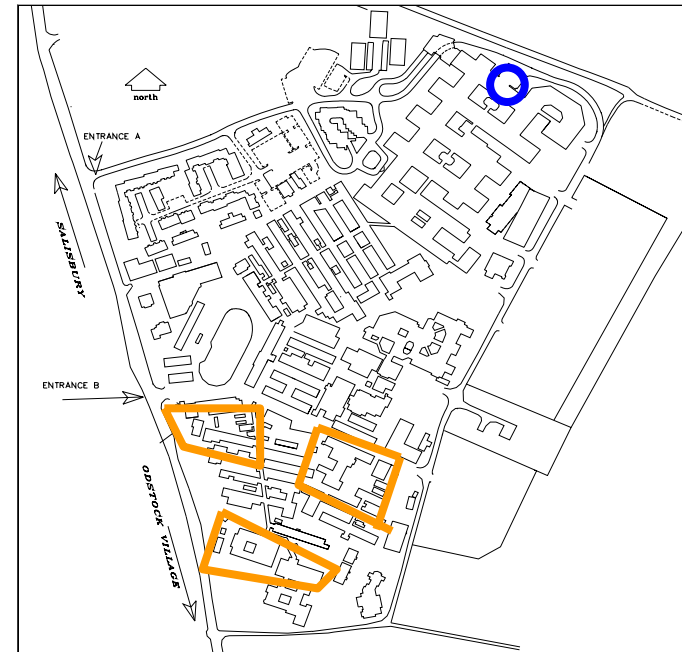 north
ENTRANCE A
SALISBURY
ENTRANCE B
ODSTOCK VILLAGE